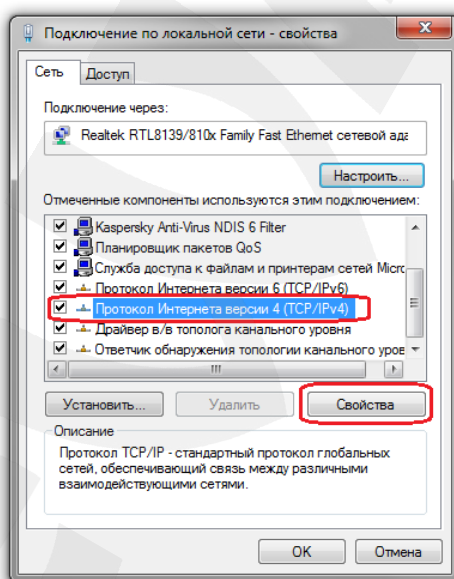 Подключение по локальной сети - свойства
Сеть
Доступ
Подключение через:
Realtek RTL8139/810x Family Fast Ethernet сетевой ада
Настроить...
Отмеченные компоненты используются этим подключением:
Kaspersky Anti-Virus NDIS 6 Filter
Планировщик пакетов QoS
Служба доступа к файлам и принтерам сетей Micro
Протокол Интернета версии 6 (TCP/IPv6)
Протокол Интернета версии 4 (TCP/IPv4)
Драйвер в/в тополога канального уровня
Ответчик обнаружения топологии канального уров
Установить...
Удалить
Свойства
Описание
Протокол TCP/IP - стандартный протокол глобальных
сетей, обеспечивающий связь между различными
взаимодействующими сетями.
OK
Отмена